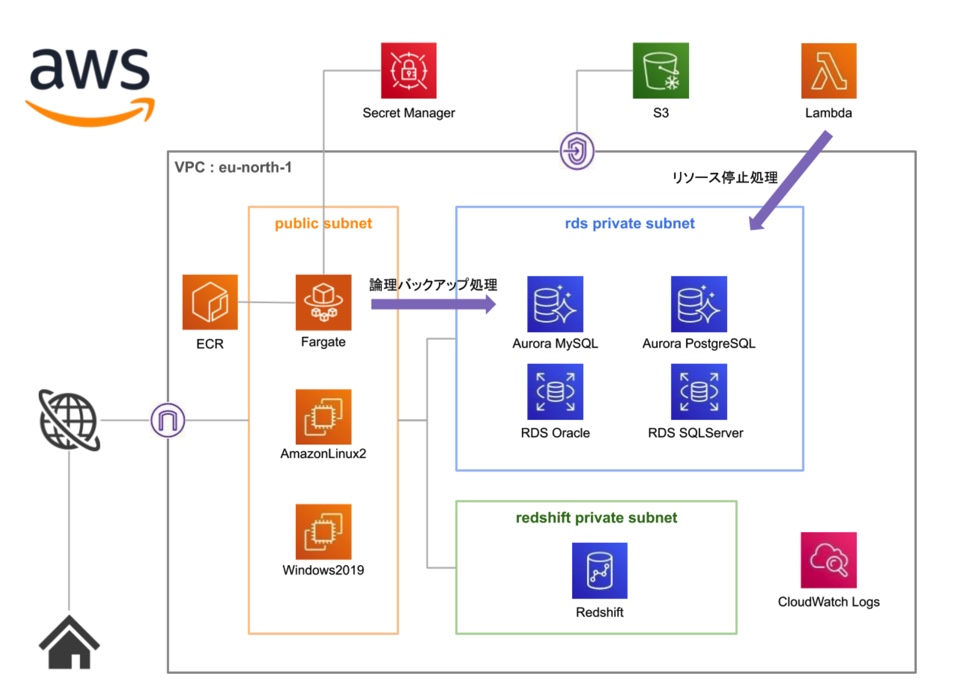 aws
Secret Manager
S3
Lambda
VPC : eu-north-1
リソース停止処理
public subnet
rds private subnet
論理バックアップ処理
ECR
Fargate
Aurora MySQL
Aurora PostgreSQL
RDS Oracle
RDS SQLServer
AmazonLinux2
redshift private subnet
Windows2019
Redshift
CloudWatch Logs